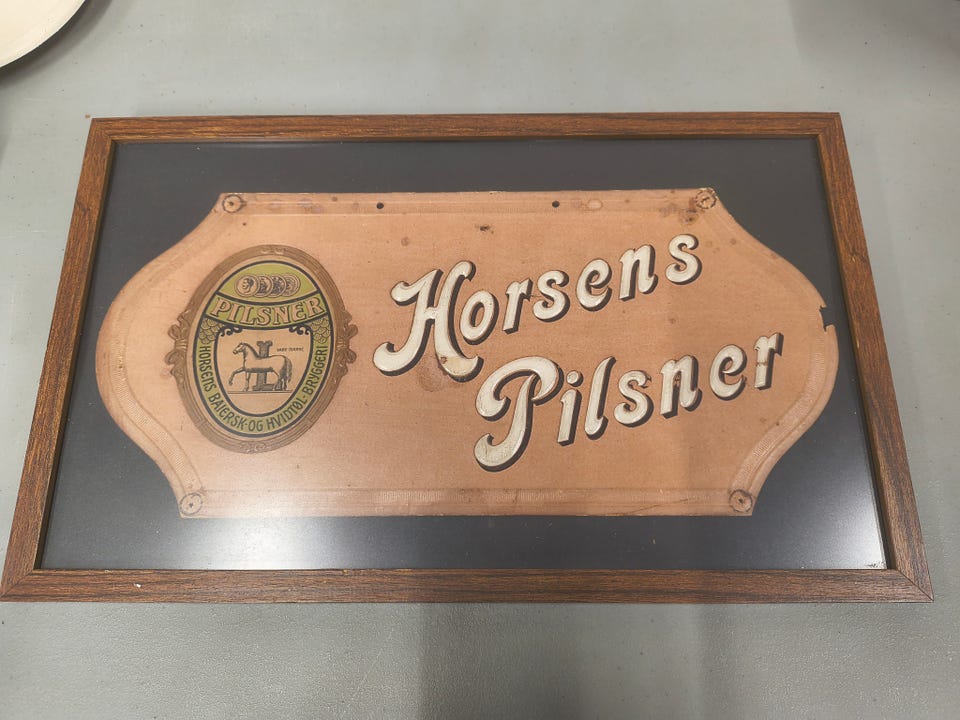 PILSNER
HORSENS BAIERSK-OG HVIDTØL-BRYGGERI
Horsens
Pilsner